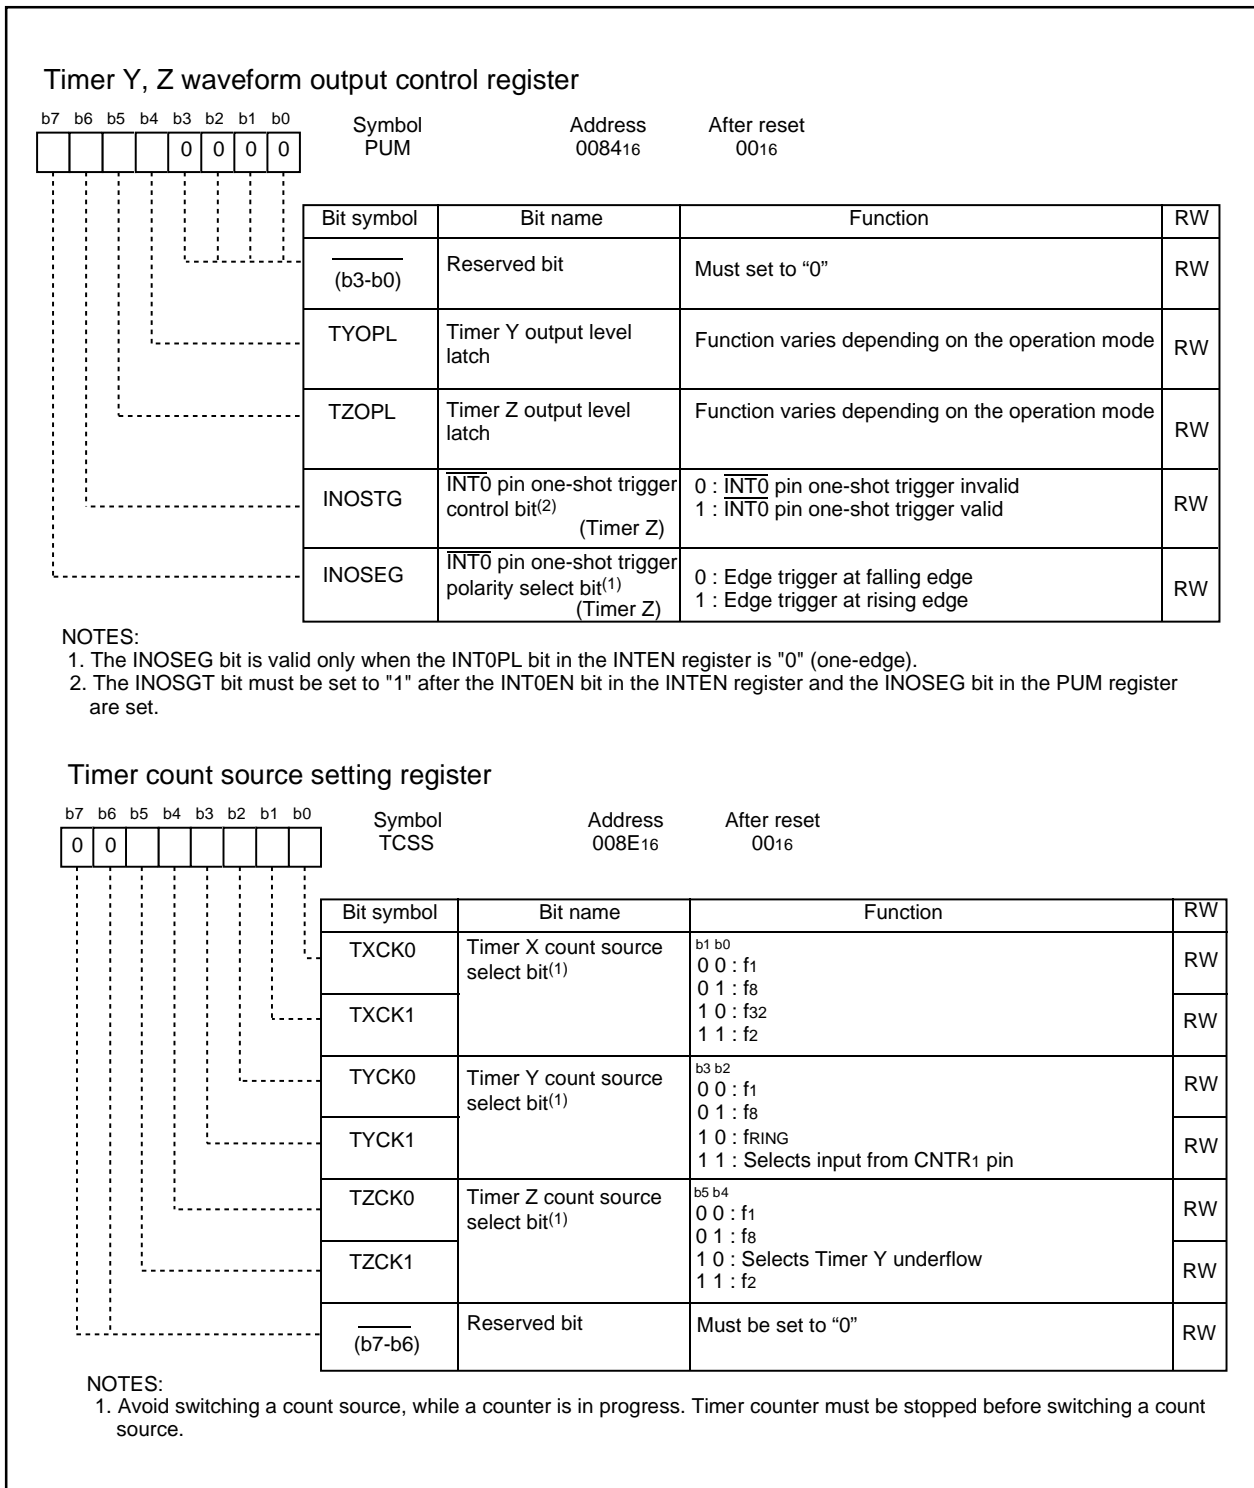 Timer Y, Z waveform output control register
b7 b6 b5 b4 b3 b2 b1 b0
Symbol Address After reset
0 0 0 0
PUM 008416 0016
Bit symbol Bit name Function RW
(b3-b0) Reserved bit Must set to “0” RW
TYOPL Timer Y output level
latch
Function varies depending on the operation mode RW
TZOPL Timer Z output level
latch
Function varies depending on the operation mode RW
INOSTG INT0 pin one-shot trigger
control bit(2)
(Timer Z)
0 : INT0 pin one-shot trigger invalid
1 : INT0 pin one-shot trigger valid
RW
INOSEG INT0 pin one-shot trigger
polarity select bit(1)
(Timer Z)
0 : Edge trigger at falling edge
1 : Edge trigger at rising edge
RW
NOTES:
1. The INOSEG bit is valid only when the INT0PL bit in the INTEN register is "0" (one-edge).
2. The INOSGT bit must be set to "1" after the INT0EN bit in the INTEN register and the INOSEG bit in the PUM register
are set.
Timer count source setting register
b7 b6 b5 b4 b3 b2 b1 b0
Symbol Address After reset
0 0
TCSS 008E16 0016
Bit symbol Bit name Function RW
TXCK0 Timer X count source
select bit(1)
b1 b0
0 0 : f1
0 1 : f8
1 0 : f32
1 1 : f2
RW
TXCK1 RW
TYCK0 Timer Y count source
select bit(1)
b3 b2
0 0 : f1
0 1 : f8
1 0 : fRING
1 1 : Selects input from CNTR1 pin
RW
TYCK1 RW
TZCK0 Timer Z count source
select bit(1)
b5 b4
0 0 : f1
0 1 : f8
1 0 : Selects Timer Y underflow
1 1 : f2
RW
TZCK1 RW
(b7-b6) Reserved bit Must be set to “0” RW
NOTES:
1. Avoid switching a count source, while a counter is in progress. Timer counter must be stopped before switching a count
source.